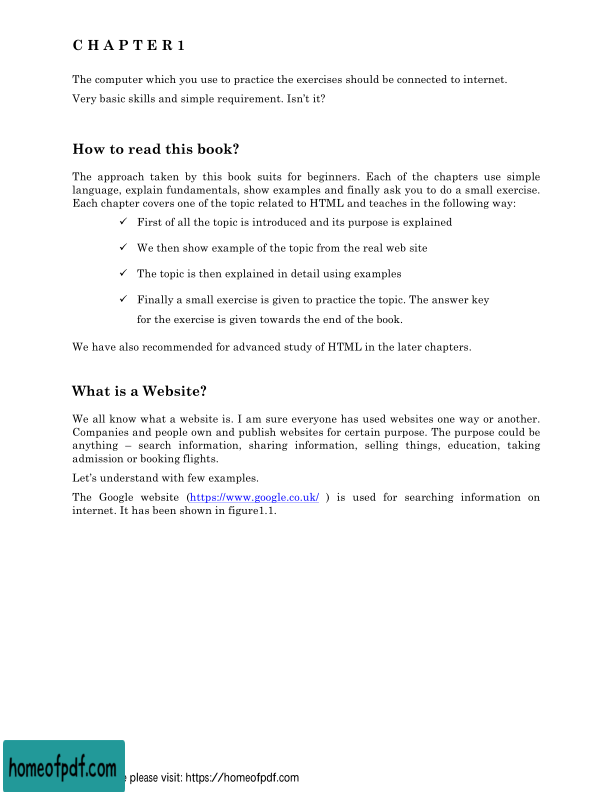 C H A P T E R 1
The computer which you use to practice the exercises should be connected to internet.
Very basic skills and simple requirement. Isn't it?
How to read this book?
The approach taken by this book suits for beginners. Each of the chapters use simple
language, explain fundamentals, show examples and finally ask you to do a small exercise.
Each chapter covers one of the topic related to HTML and teaches in the following way:
✓ First of all the topic is introduced and its purpose is explained
✓ We then show example of the topic from the real web site
✓ The topic is then explained in detail using examples
✓ Finally a small exercise is given to practice the topic. The answer key
for the exercise is given towards the end of the book.
We have also recommended for advanced study of HTML in the later chapters.
What is a Website?
We all know what a website is. I am sure everyone has used websites one way or another.
Companies and people own and publish websites for certain purpose. The purpose could be
anything – search information, sharing information, selling things, education, taking
admission or booking flights.
Let's understand with few examples.
The Google website (https://www.google.co.uk/ ) is used for searching information on
internet. It has been shown in figure1.1.
homeofpdf.com
please visit: https://homeofpdf.com